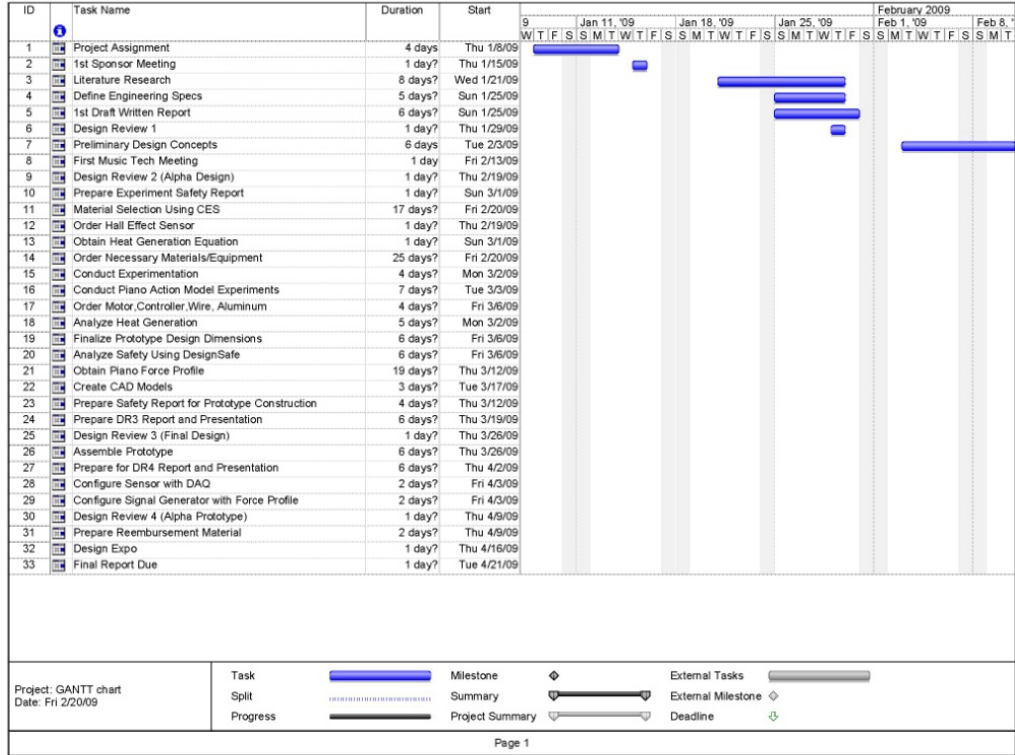 ID Task Name Duration Start February 2009
9 Jan 11, '09 Jan 18, '09 Jan 25, '09 Feb 1, '09 Feb 8, '
W T F S S M T W T F S S M T W T F S S M T W T F S S M T W T F S S M T
1 Project Assignment 4 days Thu 1/8/09
2 1st Sponsor Meeting 1 day? Thu 1/15/09
3 Literature Research 8 days? Wed 1/21/09
4 Define Engineering Specs 5 days? Sun 1/25/09
5 1st Draft Written Report 6 days? Sun 1/25/09
6 Design Review 1 1 day? Thu 1/29/09
7 Preliminary Design Concepts 6 days Tue 2/3/09
8 First Music Tech Meeting 1 day Fri 2/13/09
9 Design Review 2 (Alpha Design) 1 day? Thu 2/19/09
10 Prepare Experiment Safety Report 1 day? Sun 3/1/09
11 Material Selection Using CES 17 days? Fri 2/20/09
12 Order Hall Effect Sensor 1 day? Thu 2/19/09
13 Obtain Heat Generation Equation 1 day? Sun 3/1/09
14 Order Necessary Materials/Equipment 25 days? Fri 2/20/09
15 Conduct Experimentation 4 days? Mon 3/2/09
16 Conduct Piano Action Model Experiments 7 days? Tue 3/3/09
17 Order Motor,Controller,Wire, Aluminum 4 days? Fri 3/6/09
18 Analyze Heat Generation 5 days? Mon 3/2/09
19 Finalize Prototype Design Dimensions 6 days? Fri 3/6/09
20 Analyze Safety Using DesignSafe 6 days? Fri 3/6/09
21 Obtain Piano Force Profile 19 days? Thu 3/12/09
22 Create CAD Models 3 days? Tue 3/17/09
23 Prepare Safety Report for Prototype Construction 4 days? Thu 3/12/09
24 Prepare DR3 Report and Presentation 6 days? Thu 3/19/09
25 Design Review 3 (Final Design) 1 day? Thu 3/26/09
26 Assemble Prototype 6 days? Thu 3/26/09
27 Prepare for DR4 Report and Presentation 6 days? Thu 4/2/09
28 Configure Sensor with DAQ 2 days? Fri 4/3/09
29 Configure Signal Generator with Force Profile 2 days? Fri 4/3/09
30 Design Review 4 (Alpha Prototype) 1 day? Thu 4/9/09
31 Prepare Reembursement Material 2 days? Thu 4/9/09
32 Design Expo 1 day? Thu 4/16/09
33 Final Report Due 1 day? Tue 4/21/09
Project: GANTT chart
Date: Fri 2/20/09
Task Milestone External Tasks
Split Summary External Milestone
Progress Project Summary Deadline
Page 1